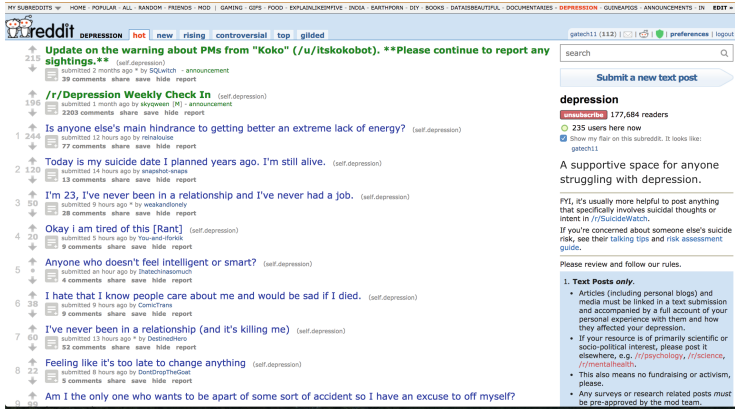 MY SUBREDDITS ▼ HOME - POPULAR - ALL - RANDOM - FRIENDS - MOD | GAMING - GIFS - FOOD - EXPLAINLIKEIMFIVE - INDIA - EARTHPORN - DIY - BOOKS - DATAISBEAUTIFUL - DOCUMENTARIES - DEPRESSION - GUINEAPIGS - ANNOUNCEMENTS - IN EDIT »
reddit DEPRESSION hot new rising controversial top gilded
gatech11 (112) | preferences | logout
215
Update on the warning about PMs from "Koko" (/u/itskokobot). **Please continue to report any
sightings.** (self.depression)
submitted 2 months ago * by SQLwitch - announcement
39 comments share save hide report
196
/r/Depression Weekly Check In (self.depression)
submitted 1 month ago by skyqween [M] - announcement
2203 comments share save hide report
1 244
Is anyone else's main hindrance to getting better an extreme lack of energy? (self.depression)
submitted 12 hours ago by reinalouise
77 comments share save hide report
2 120
Today is my suicide date I planned years ago. I'm still alive. (self.depression)
submitted 14 hours ago by snapshot-snaps
13 comments share save hide report
3 50
I'm 23, I've never been in a relationship and I've never had a job. (self.depression)
submitted 9 hours ago * by weakandlonely
28 comments share save hide report
4 20
Okay i am tired of this [Rant] (self.depression)
submitted 5 hours ago by You-and-Iforkik
9 comments share save hide report
5 •
Anyone who doesn't feel intelligent or smart? (self.depression)
submitted an hour ago by Ihatechinasomuch
4 comments share save hide report
6 38
I hate that I know people care about me and would be sad if I died. (self.depression)
submitted 9 hours ago by ComicTrans
9 comments share save hide report
7 60
I've never been in a relationship (and it's killing me) (self.depression)
submitted 13 hours ago * by DestinedHero
52 comments share save hide report
8 22
Feeling like it's too late to change anything (self.depression)
submitted 8 hours ago by DontDropTheGoat
5 comments share save hide report
9 99
Am I the only one who wants to be apart of some sort of accident so I have an excuse to off myself?
search
Submit a new text post
depression
unsubscribe 177,684 readers
235 users here now
Show my flair on this subreddit. It looks like:
gatech11
A supportive space for anyone
struggling with depression.
FYI, it's usually more helpful to post anything
that specifically involves suicidal thoughts or
intent in /r/SuicideWatch.
If you're concerned about someone else's suicide
risk, see their talking tips and risk assessment
guide.
Please review and follow our rules.
1. Text Posts only.
• Articles (including personal blogs) and
media must be linked in a text submission
and accompanied by a full account of your
personal experience with them and how
they affected your depression.
• If your resource is primarily scientific or
socio-political interest, please post it
elsewhere, e.g. /r/psychology, /r/science,
/r/mentalhealth.
• This also means no fundraising or activism,
please.
• Any surveys or research related posts must
be pre-approved by the mod team.